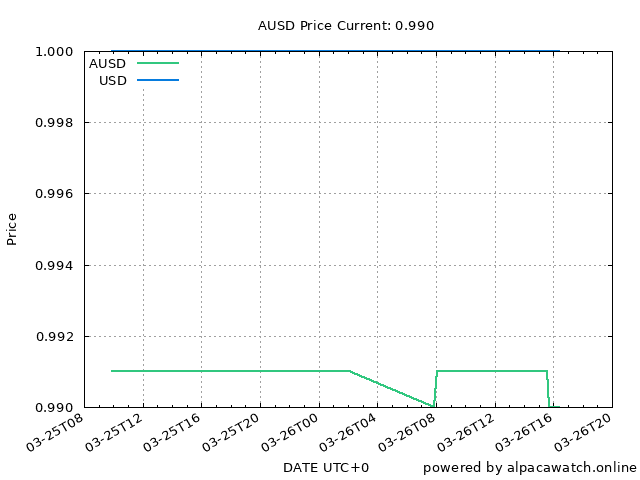 AUSD Price Current: 0.990
1.000
AUSD
USD
0.998
0.996
Price
0.994
0.992
0.990
03-25T08 03-25T12 03-25T16 03-25T20 03-26T00 03-26T04 03-26T08 03-26T12 03-26T16 03-26T20
DATE UTC+0 powered by alpacawatch.online